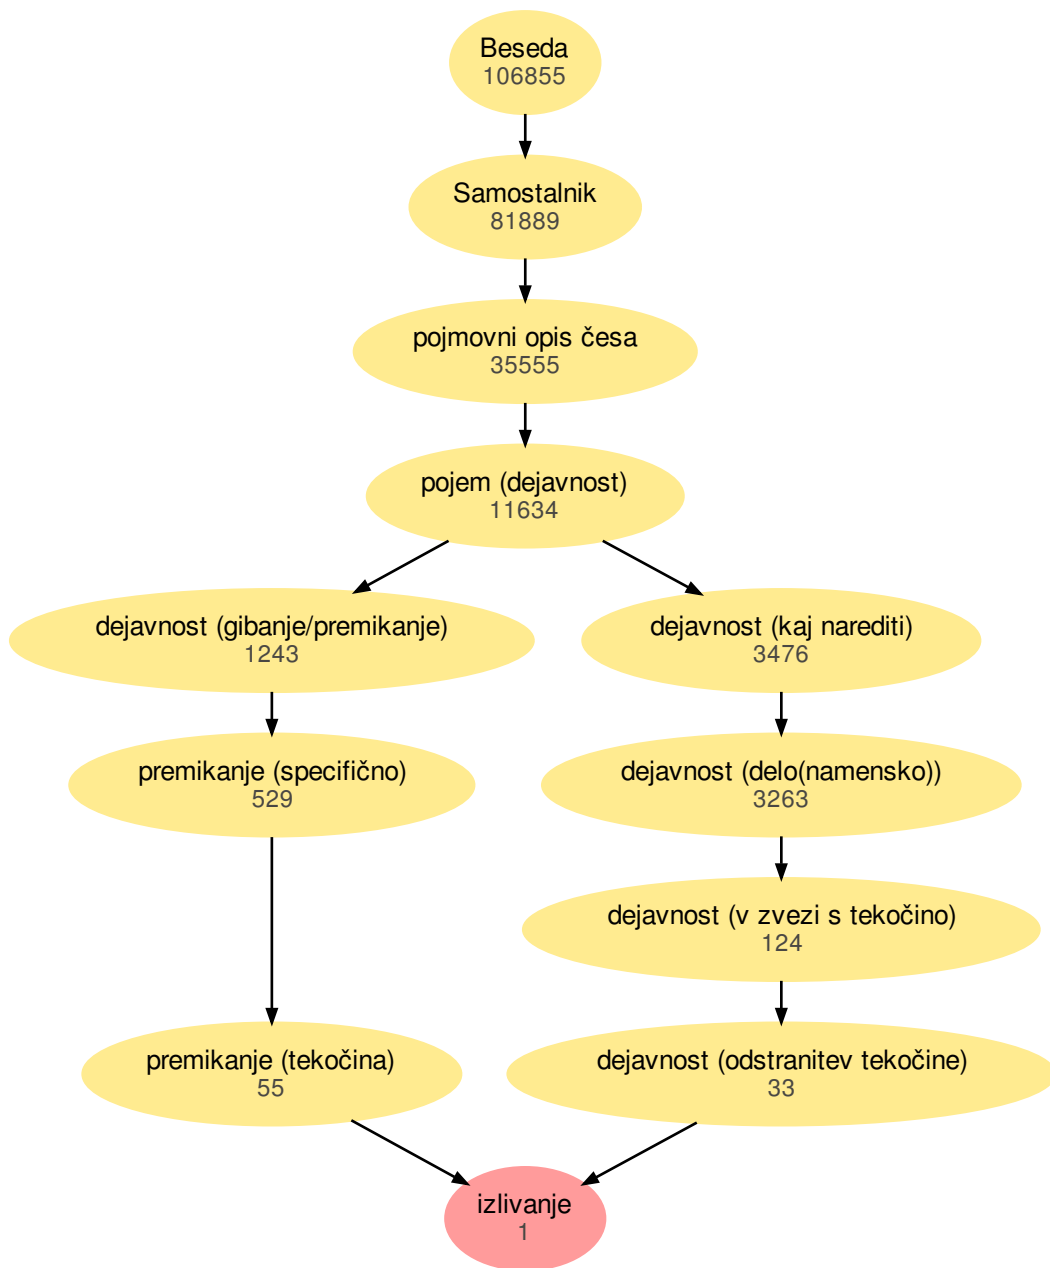 Beseda
106855
Samostalnik
81889
pojmovni opis česa
35555
pojem (dejavnost)
11634
dejavnost (gibanje/premikanje)
1243
dejavnost (kaj narediti)
3476
premikanje (specifično)
529
dejavnost (delo(namensko))
3263
dejavnost (v zvezi s tekočino)
124
premikanje (tekočina)
55
dejavnost (odstranitev tekočine)
33
izlivanje
1